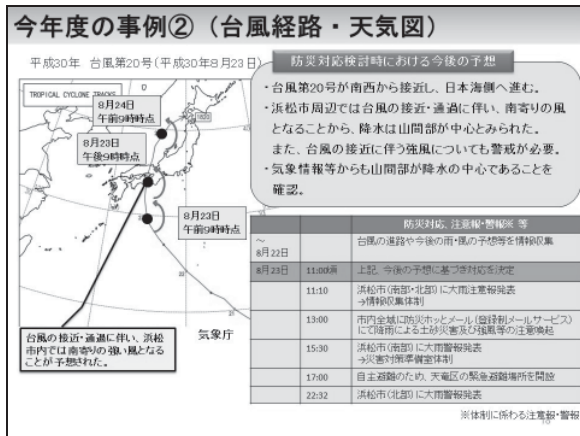 今年度の事例②（台風経路・天気図）
平成30年 台風第20号(平成30年8月23日)
TROPICAL CYCLONE TRACKS
8月24日
午前9時時点
8月23日
午後9時時点
8月23日
午前9時時点
台風の接近・通過に伴い、浜松
市内では南寄りの強い風となる
ことが予想された。
気象庁
防災対応検討時における今後の予想
・台風第20号が南西から接近し、日本海側へ進む。
・浜松市周辺では台風の接近・通過に伴い、南寄りの風
となることから、降水は山間部が中心とみられた。
また、台風の接近に伴う強風についても警戒が必要。
・気象情報等からも山間部が降水の中心であることを
確認。
防災対応、注意報・警報※ 等
～
8月22日 台風の進路や今後の雨・風の予想等を情報収集
8月23日 11:00頃 上記、今後の予想に基づき対応を決定
11:10 浜松市(南部・北部)に大雨注意報発表
→情報収集体制
13:00 市内全域に防災ホッとメール(登録制メールサービス)
にて降雨による土砂災害及び強風等の注意喚起
15:30 浜松市(南部)に大雨警報発表
→災害対策準備室体制
17:00 自主避難のため、天竜区の緊急避難場所を開設
22:32 浜松市(北部)に大雨警報発表
※体制に係わる注意報・警報